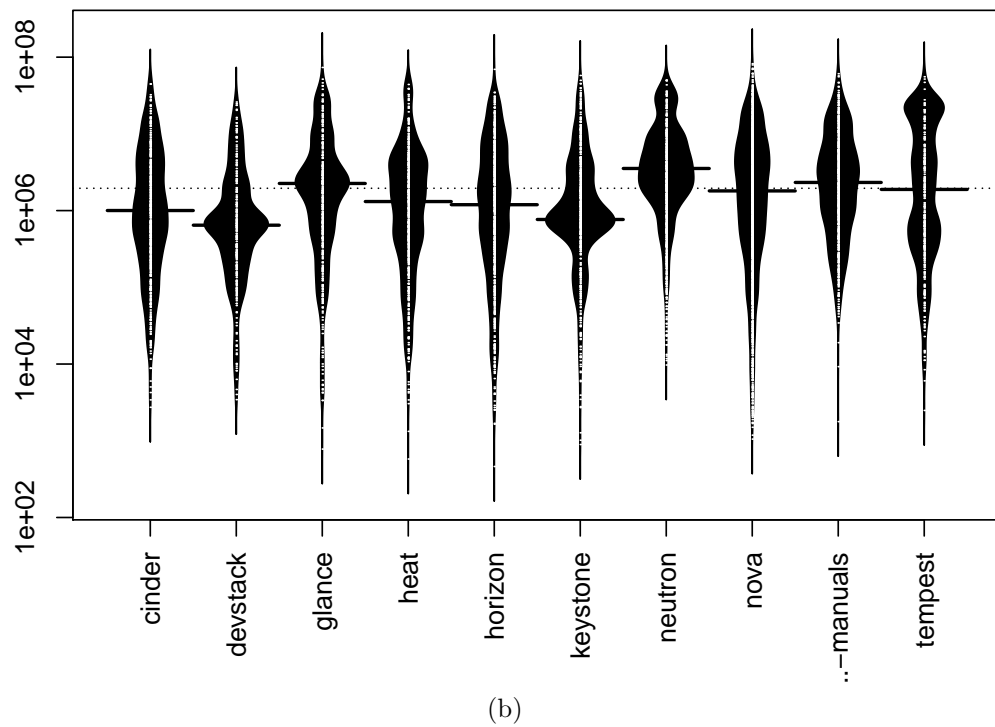 1e+08
1e+06
1e+04
1e+02
cinder
devstack
glance
heat
horizon
keystone
neutron
nova
..-manuals
tempest
(b)